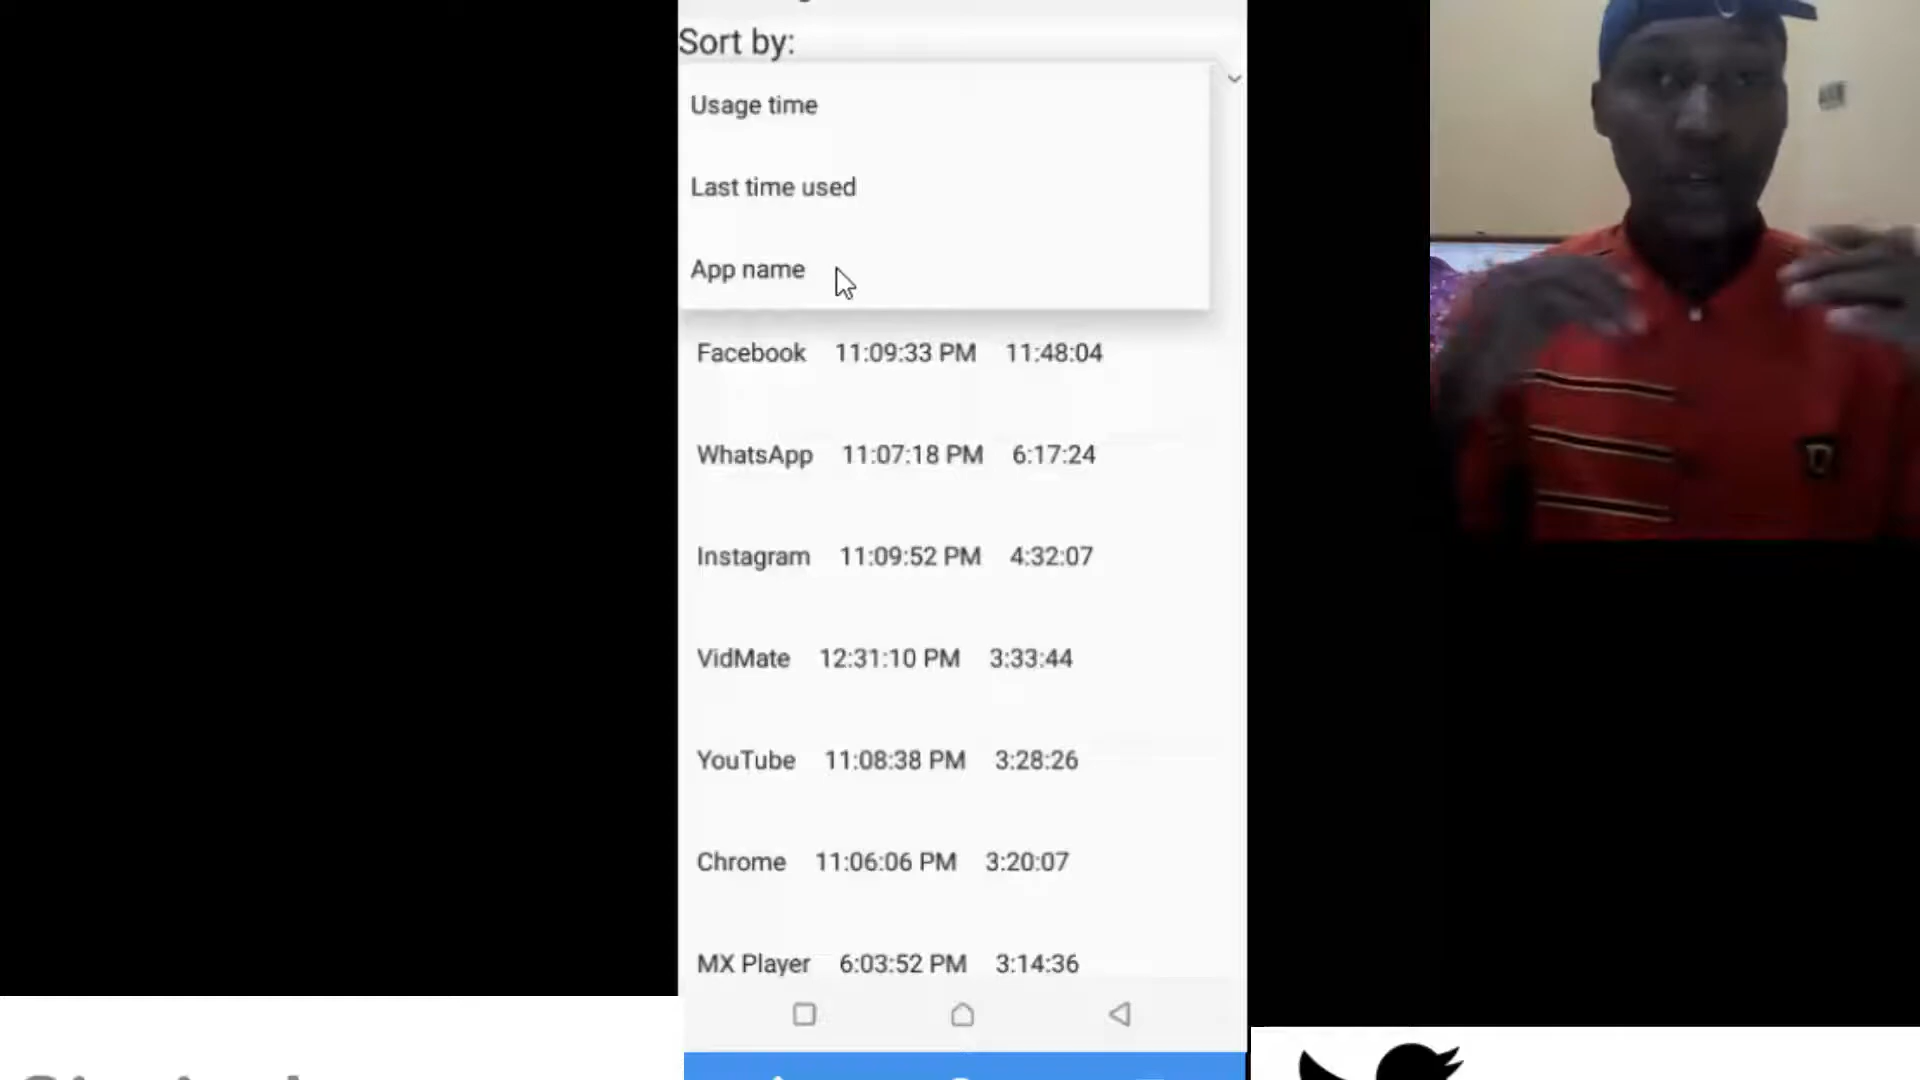 Sort by:
Usage time
Last time used
App name
Facebook 11:09:33 PM 11:48:04
WhatsApp 11:07:18 PM 6:17:24
Instagram 11:09:52 PM 4:32:07
VidMate 12:31:10 PM 3:33:44
YouTube 11:08:38 PM 3:28:26
Chrome 11:06:06 PM 3:20:07
MX Player 6:03:52 PM 3:14:36